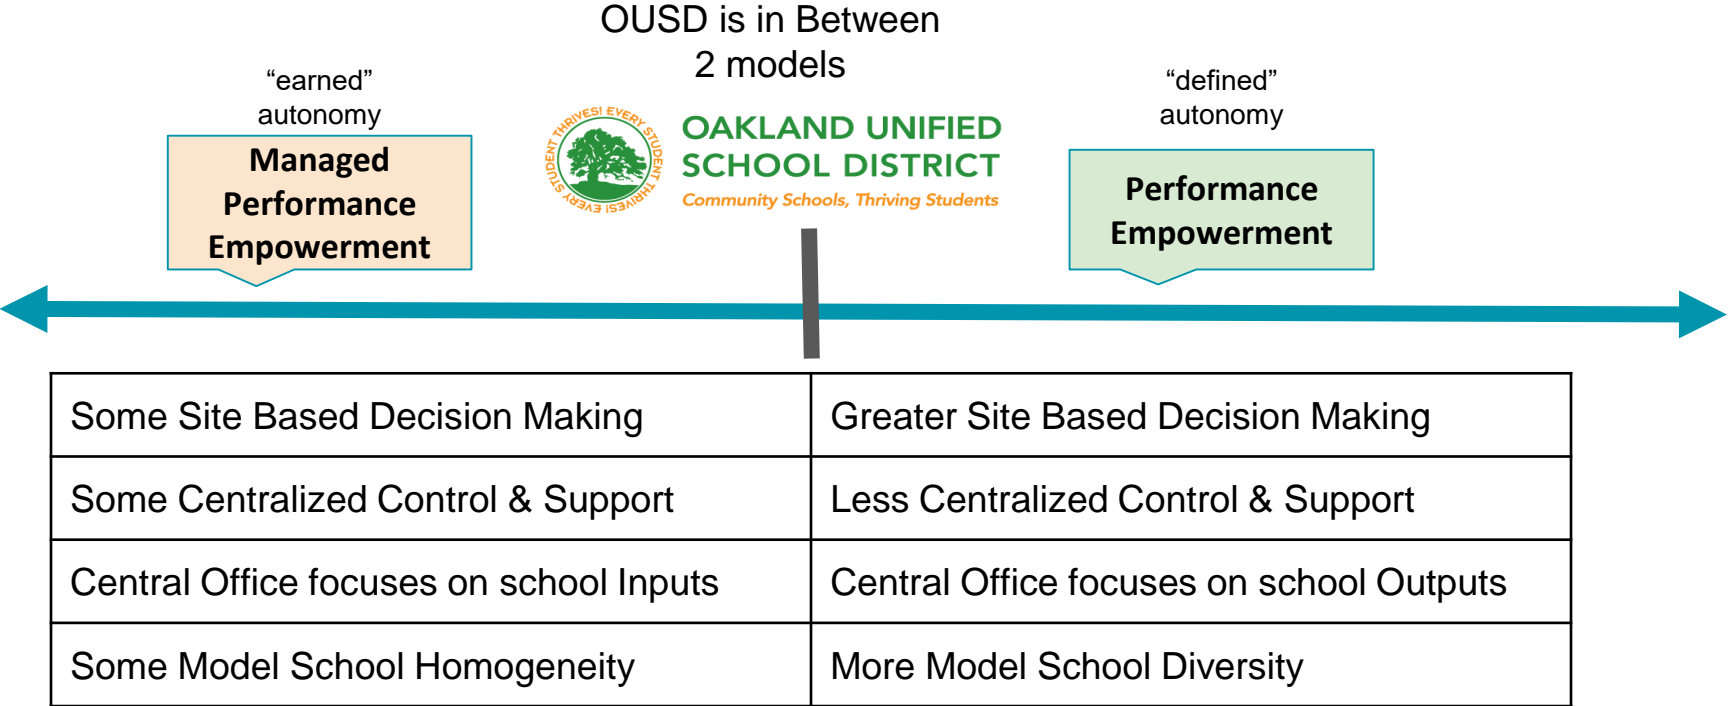 OUSD is in Between
2 models
“earned”
autonomy
Managed
Performance
Empowerment
EVERY STUDENT THRIVES! EVERY STUDENT THRIVES!
OAKLAND UNIFIED
SCHOOL DISTRICT
Community Schools, Thriving Students
“defined”
autonomy
Performance
Empowerment
Some Site Based Decision Making
Greater Site Based Decision Making
Some Centralized Control & Support
Less Centralized Control & Support
Central Office focuses on school Inputs
Central Office focuses on school Outputs
Some Model School Homogeneity
More Model School Diversity